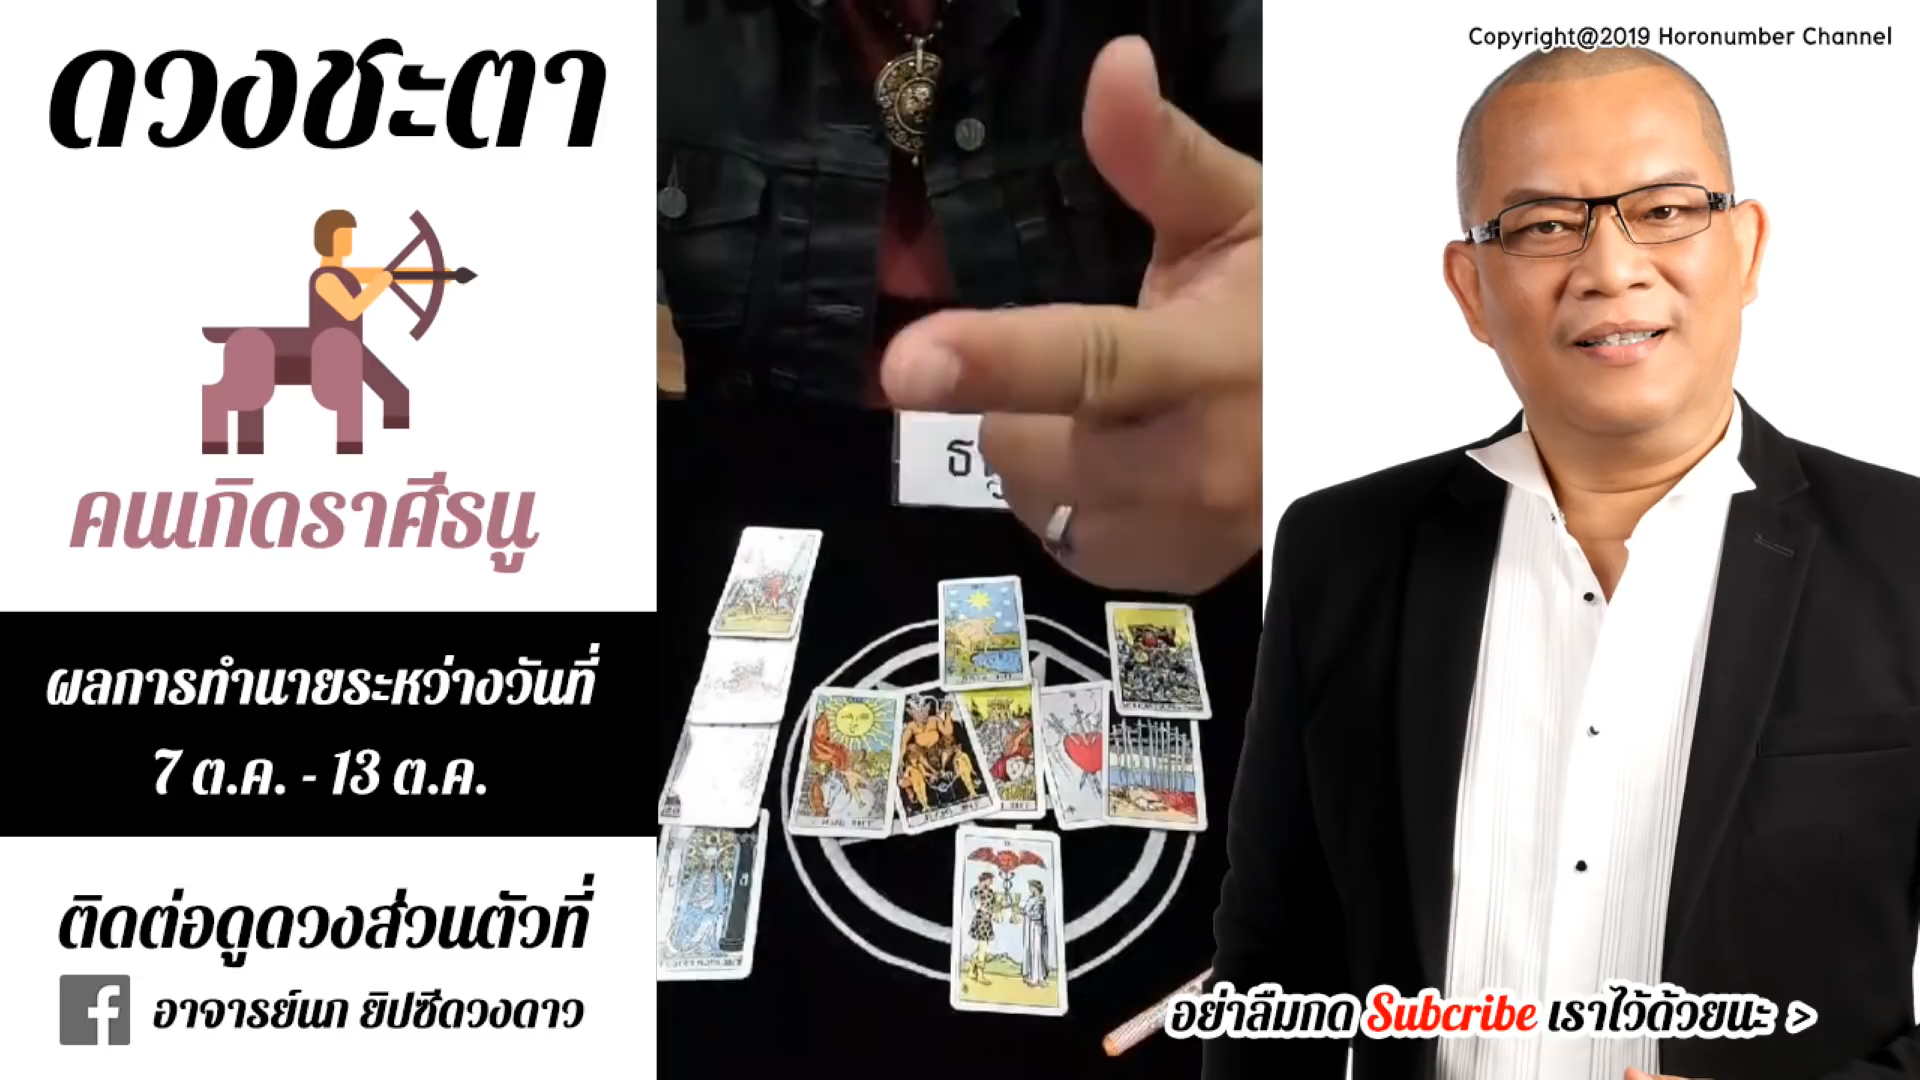 ดวงชะตา
คนเกิดราศีธนู
ผลการทำนายระหว่างวันที่
7 ต.ค. - 13 ต.ค.
ติดต่อดูดวงส่วนตัวที่
อาจารย์นก ยิปซีดวงดาว
Copyright@2019 Horonumber Channel
อย่าลืมกด Subcribe เราไว้ด้วยนะ >